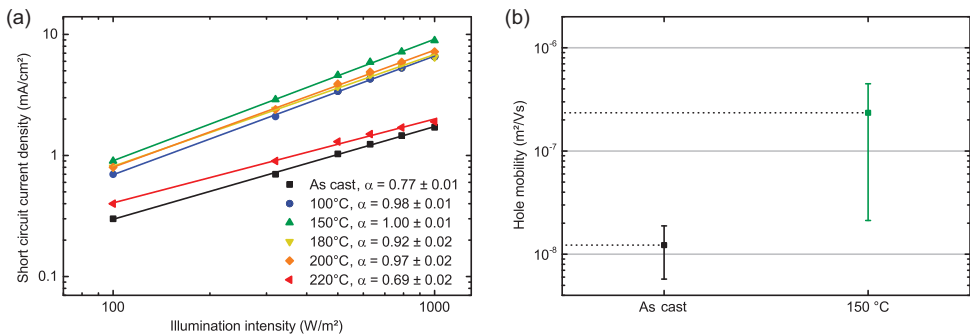 (a)
Short circuit current density (mA/cm²)
10
1
0.1
As cast, α = 0.77 ± 0.01
100°C, α = 0.98 ± 0.01
150°C, α = 1.00 ± 0.01
180°C, α = 0.92 ± 0.02
200°C, α = 0.97 ± 0.02
220°C, α = 0.69 ± 0.02
100
1000
Illumination intensity (W/m²)
(b)
Hole mobility (m²/Vs)
10⁻⁶
10⁻⁷
10⁻⁸
As cast
150 °C